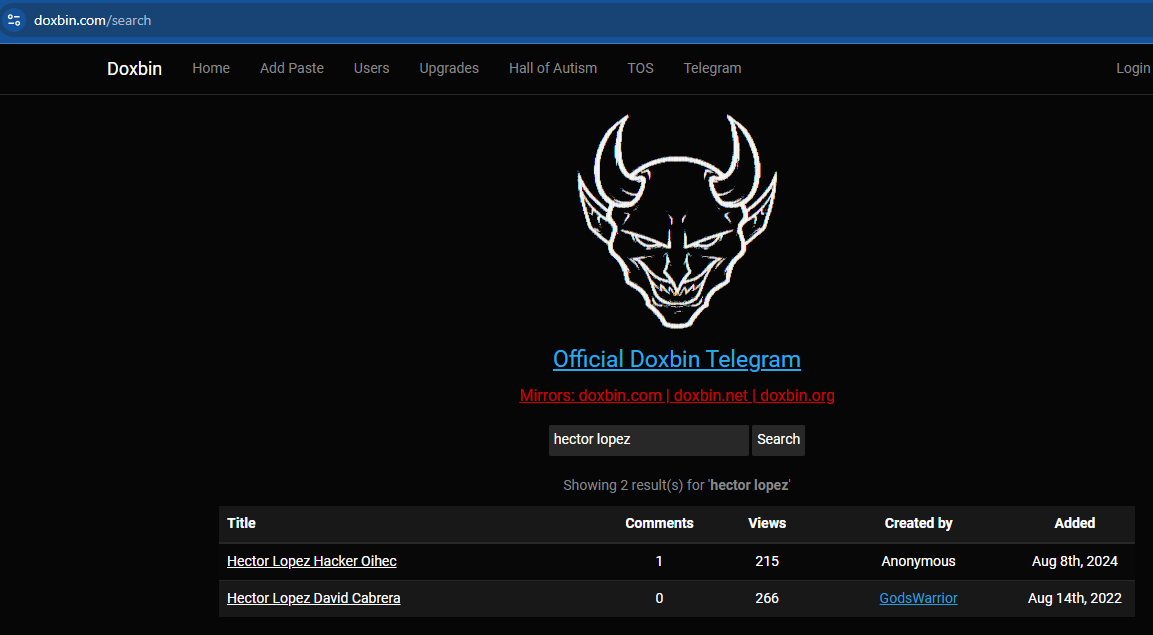 doxbin.com/search
Doxbin Home Add Paste Users Upgrades Hall of Autism TOS Telegram Login
Official Doxbin Telegram
Mirrors: doxbin.com | doxbin.net | doxbin.org
hector lopez Search
Showing 2 result(s) for 'hector lopez'
Title Comments Views Created by Added
Hector Lopez Hacker Oihec 1 215 Anonymous Aug 8th, 2024
Hector Lopez David Cabrera 0 266 GodsWarrior Aug 14th, 2022